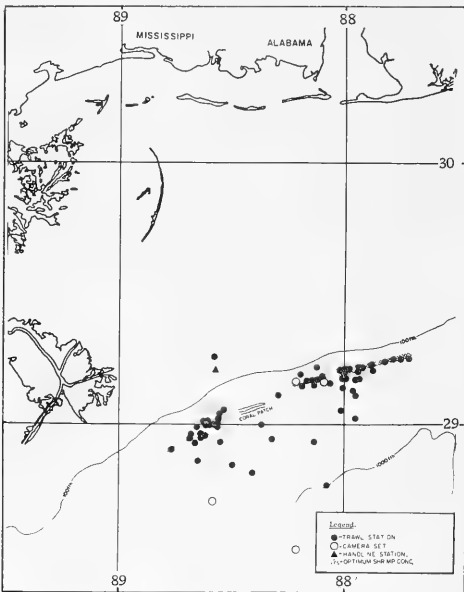 89 88
MISSISSIPPI
ALABAMA
30
100fm
CORAL PATCH
29
100fm
1000fm
Legend
-TRAWL STATION
-CAMERA SET
-HANDLINE STATION
-OPTIMUM SHRIMP CONC.
89 88